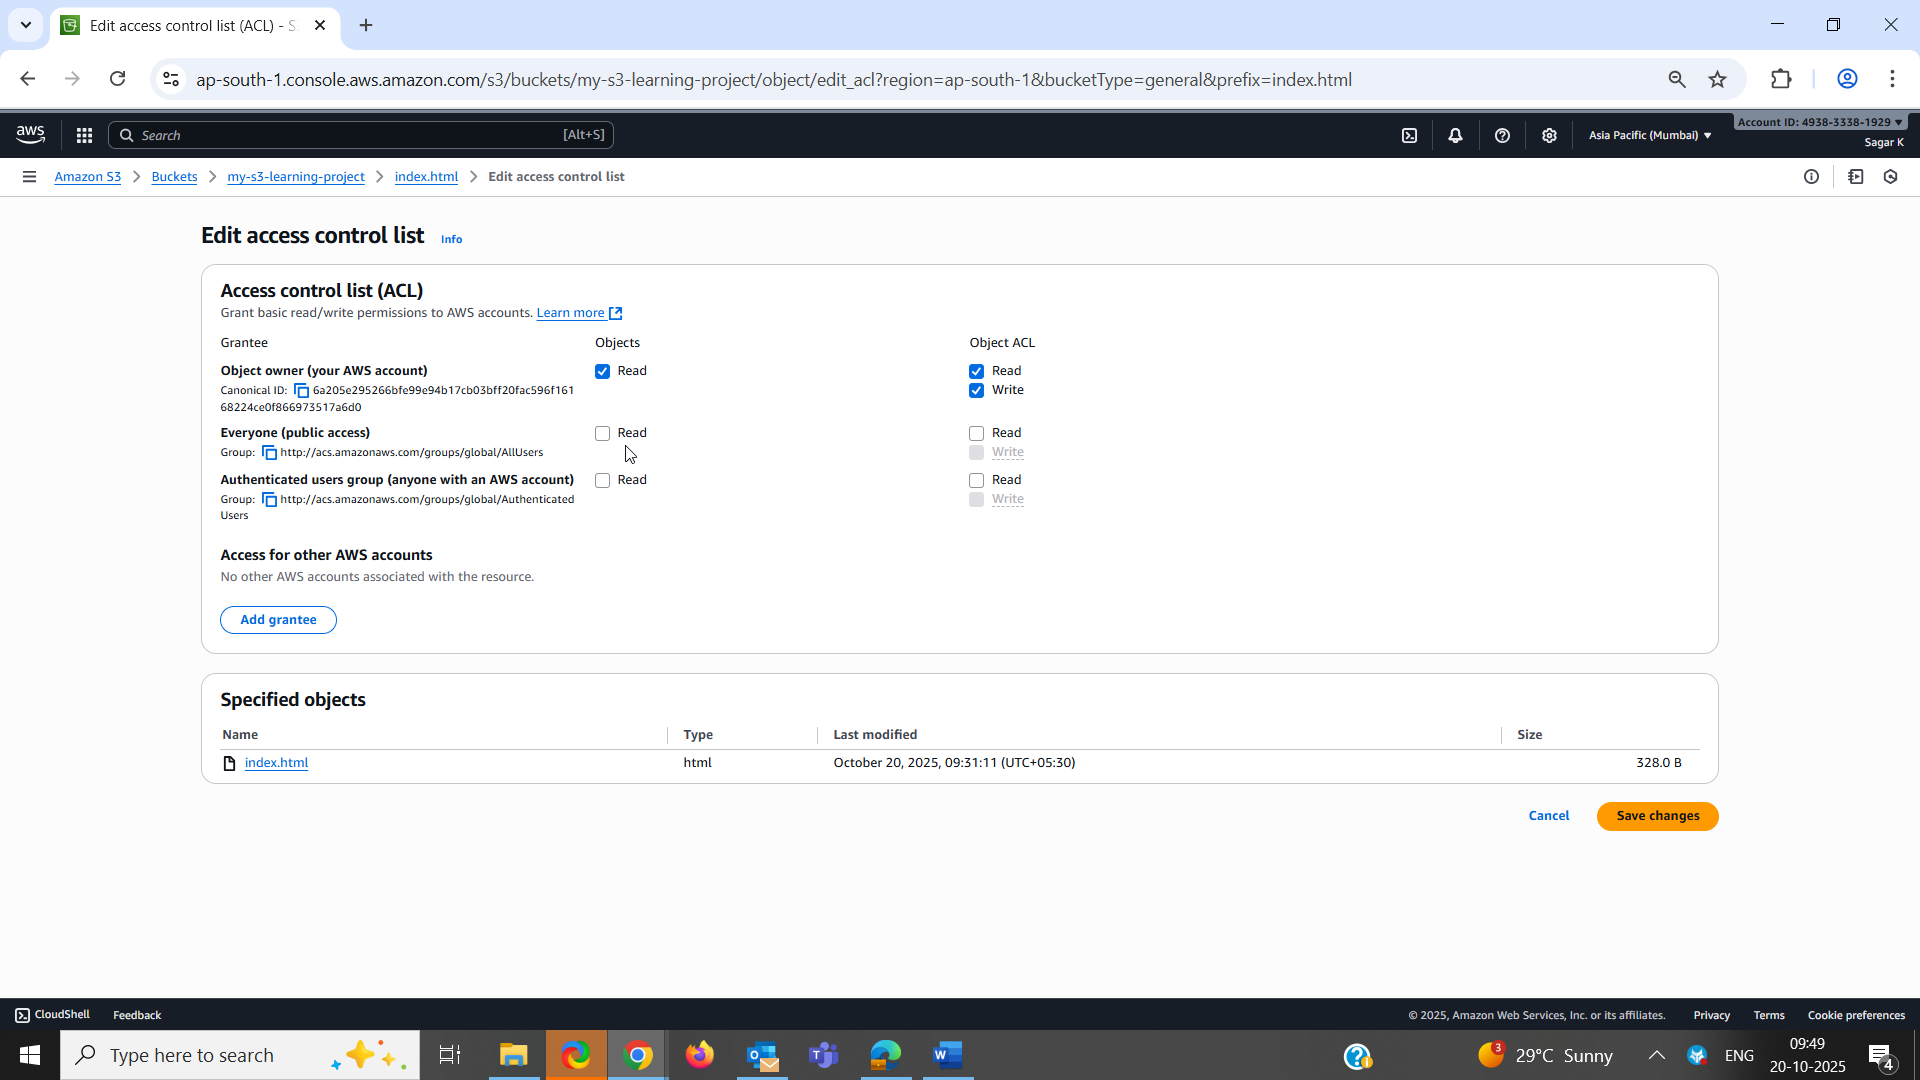 Edit access control list (ACL) - S
ap-south-1.console.aws.amazon.com/s3/buckets/my-s3-learning-project/object/edit_acl?region=ap-south-1&bucketType=general&prefix=index.html
aws
Search
[Alt+S]
Asia Pacific (Mumbai)
Account ID: 4938-3338-1929
Sagar K
Amazon S3 > Buckets > my-s3-learning-project > index.html > Edit access control list
Edit access control list Info
Access control list (ACL)
Grant basic read/write permissions to AWS accounts. Learn more
Grantee Objects Object ACL
Object owner (your AWS account) Read Read
Canonical ID: 6a205e295266bfe99e94b17cb03bff20fac596f161 Write
68224ce0f866973517a6d0
Everyone (public access) Read Read
Group: http://acs.amazonaws.com/groups/global/AllUsers Write
Authenticated users group (anyone with an AWS account) Read Read
Group: http://acs.amazonaws.com/groups/global/Authenticated Write
Users
Access for other AWS accounts
No other AWS accounts associated with the resource.
Add grantee
Specified objects
Name Type Last modified Size
index.html html October 20, 2025, 09:31:11 (UTC+05:30) 328.0 B
Cancel Save changes
CloudShell Feedback © 2025, Amazon Web Services, Inc. or its affiliates. Privacy Terms Cookie preferences
Type here to search
3
29°C Sunny
ENG
09:49
20-10-2025
4